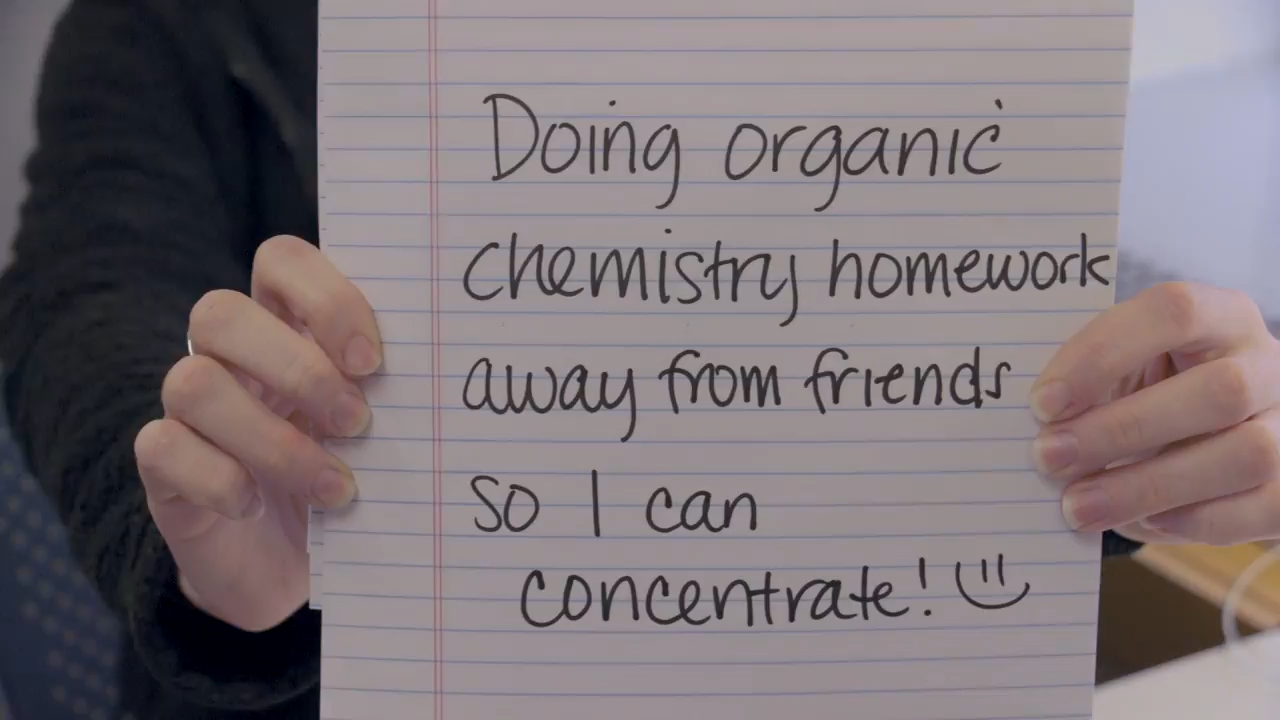 Doing organic
chemistry homework
away from friends
so I can
concentrate! Ü